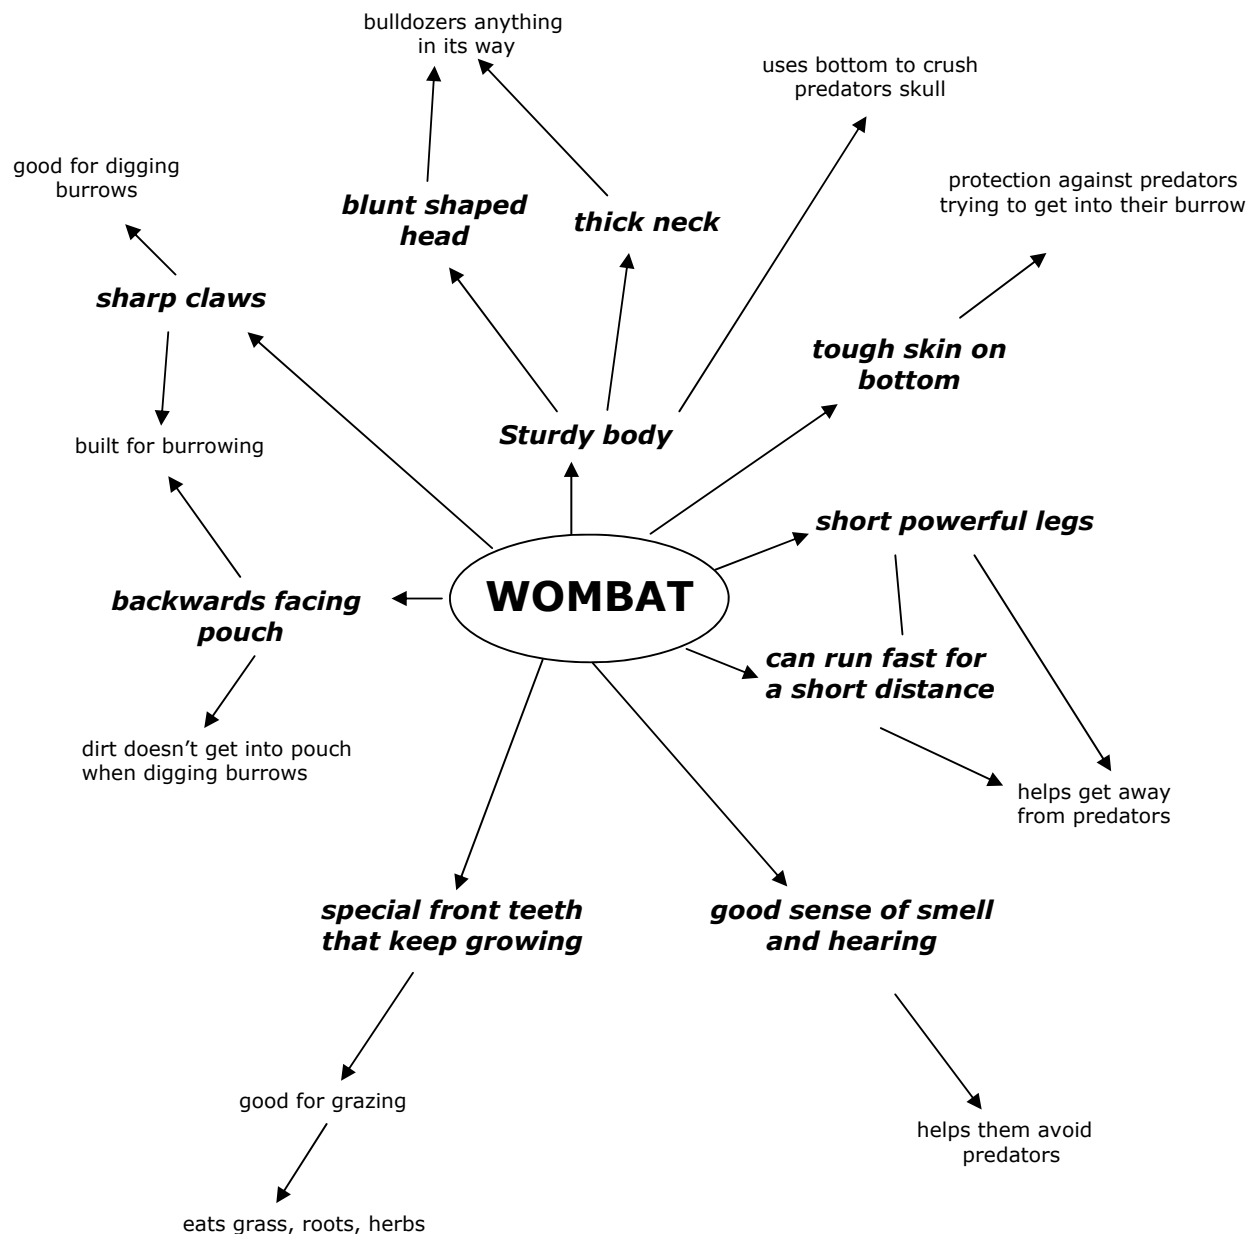 bulldozers anything
in its way
uses bottom to crush
predators skull
good for digging
burrows
protection against predators
trying to get into their burrow
blunt shaped
head
thick neck
sharp claws
tough skin on
bottom
Sturdy body
built for burrowing
short powerful legs
WOMBAT
backwards facing
pouch
can run fast for
a short distance
dirt doesn’t get into pouch
when digging burrows
helps get away
from predators
special front teeth
that keep growing
good sense of smell
and hearing
good for grazing
helps them avoid
predators
eats grass, roots, herbs